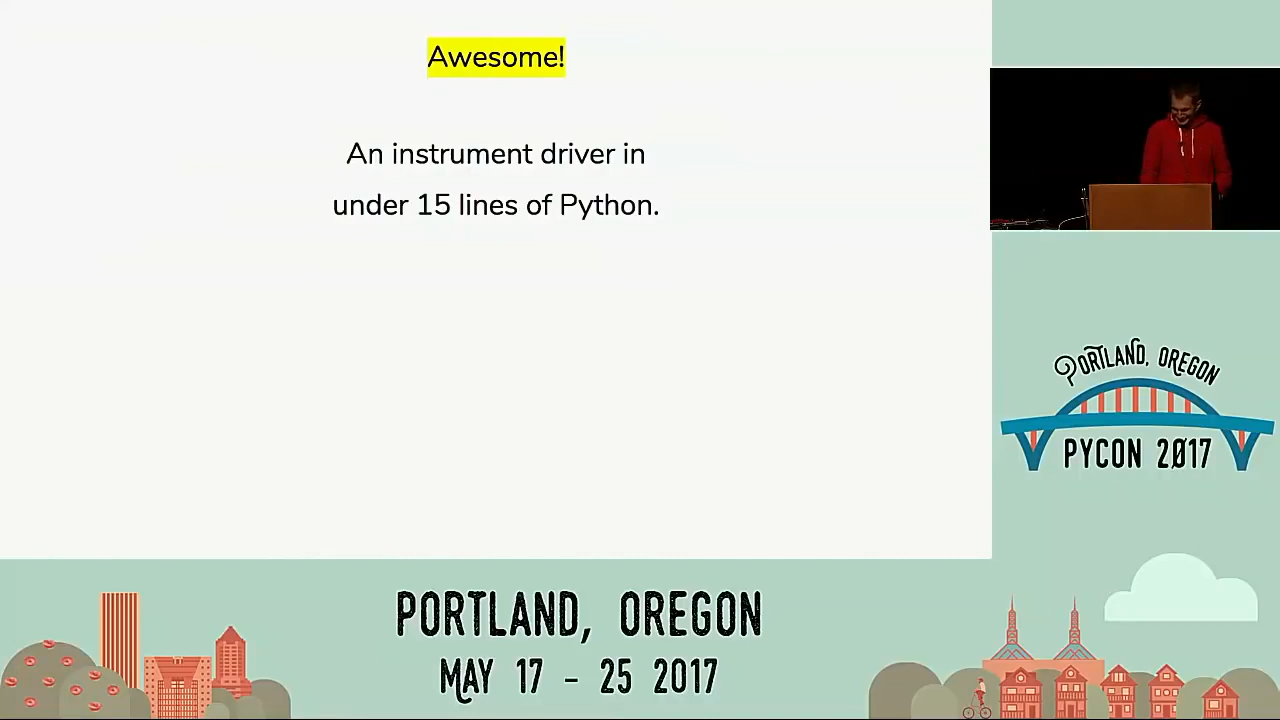 Awesome!
An instrument driver in
under 15 lines of Python.
PORTLAND, OREGON
PYCON 2017
PORTLAND, OREGON
MAY 17 - 25 2017